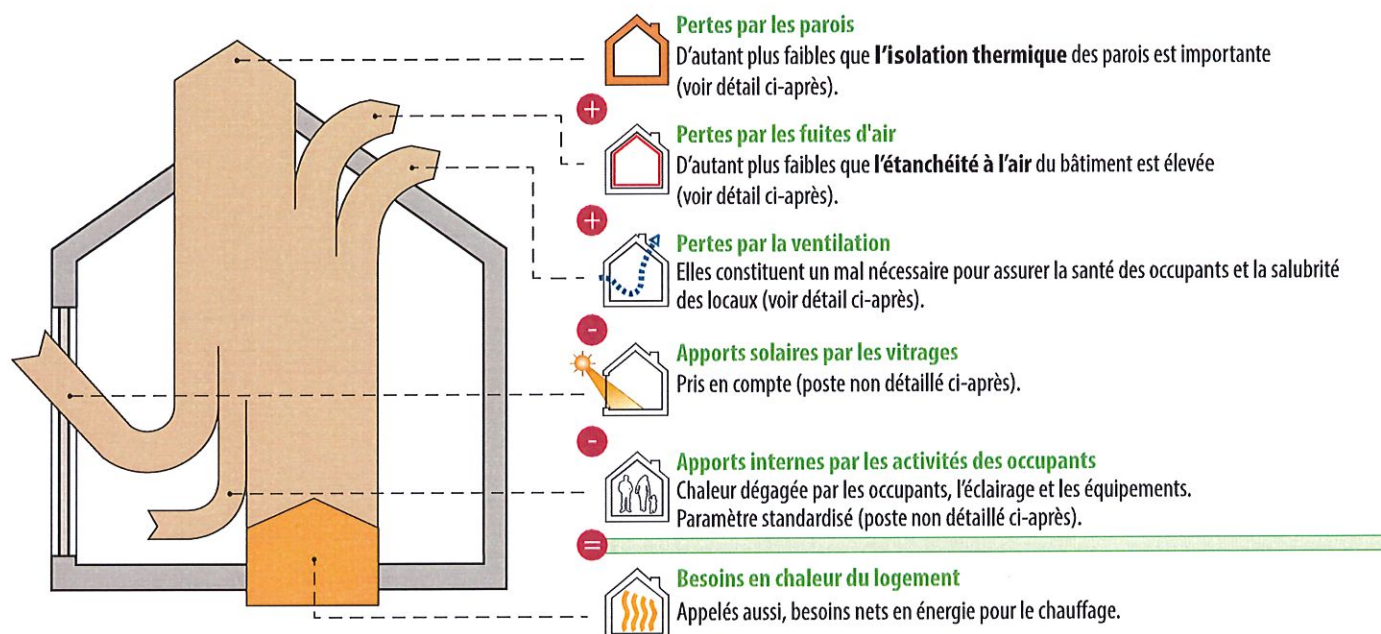 Pertes par les parois
D'autant plus faibles que l'isolation thermique des parois est importante
(voir détail ci-après).
+
Pertes par les fuites d'air
D'autant plus faibles que l'étanchéité à l'air du bâtiment est élevée
(voir détail ci-après).
+
Pertes par la ventilation
Elles constituent un mal nécessaire pour assurer la santé des occupants et la salubrité
des locaux (voir détail ci-après).
-
Apports solaires par les vitrages
Pris en compte (poste non détaillé ci-après).
-
Apports internes par les activités des occupants
Chaleur dégagée par les occupants, l'éclairage et les équipements.
Paramètre standardisé (poste non détaillé ci-après).
=
Besoins en chaleur du logement
Appelés aussi, besoins nets en énergie pour le chauffage.